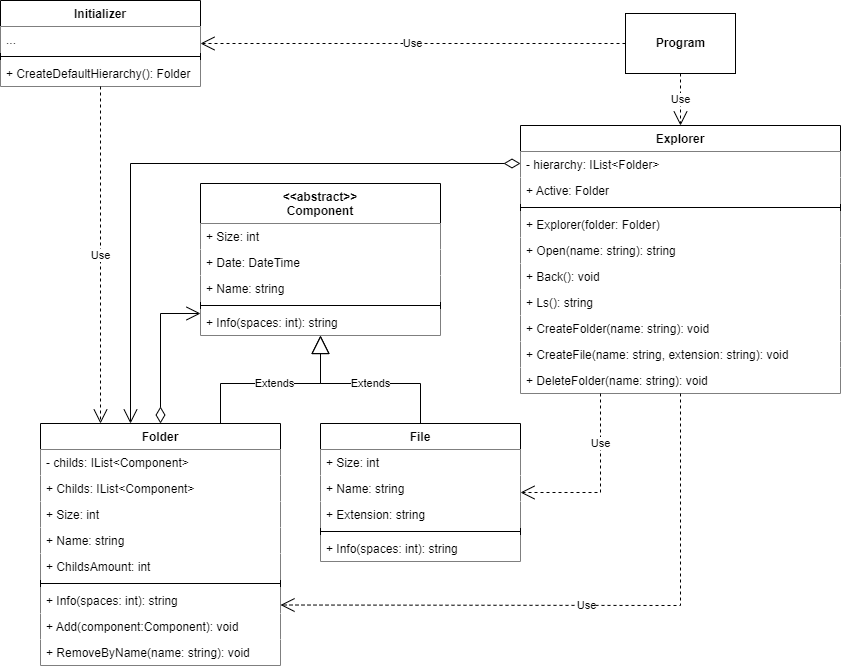 Initializer
...
+ CreateDefaultHierarchy(): Folder
Use
Program
Use
Explorer
- hierarchy: IList<Folder>
+ Active: Folder
+ Explorer(folder: Folder)
+ Open(name: string): string
+ Back(): void
+ Ls(): string
+ CreateFolder(name: string): void
+ CreateFile(name: string, extension: string): void
+ DeleteFolder(name: string): void
<<abstract>>
Component
+ Size: int
+ Date: DateTime
+ Name: string
+ Info(spaces: int): string
Use
Extends
Extends
Folder
- childs: IList<Component>
+ Childs: IList<Component>
+ Size: int
+ Name: string
+ ChildsAmount: int
+ Info(spaces: int): string
+ Add(component:Component): void
+ RemoveByName(name: string): void
File
+ Size: int
+ Name: string
+ Extension: string
+ Info(spaces: int): string
Use
Use